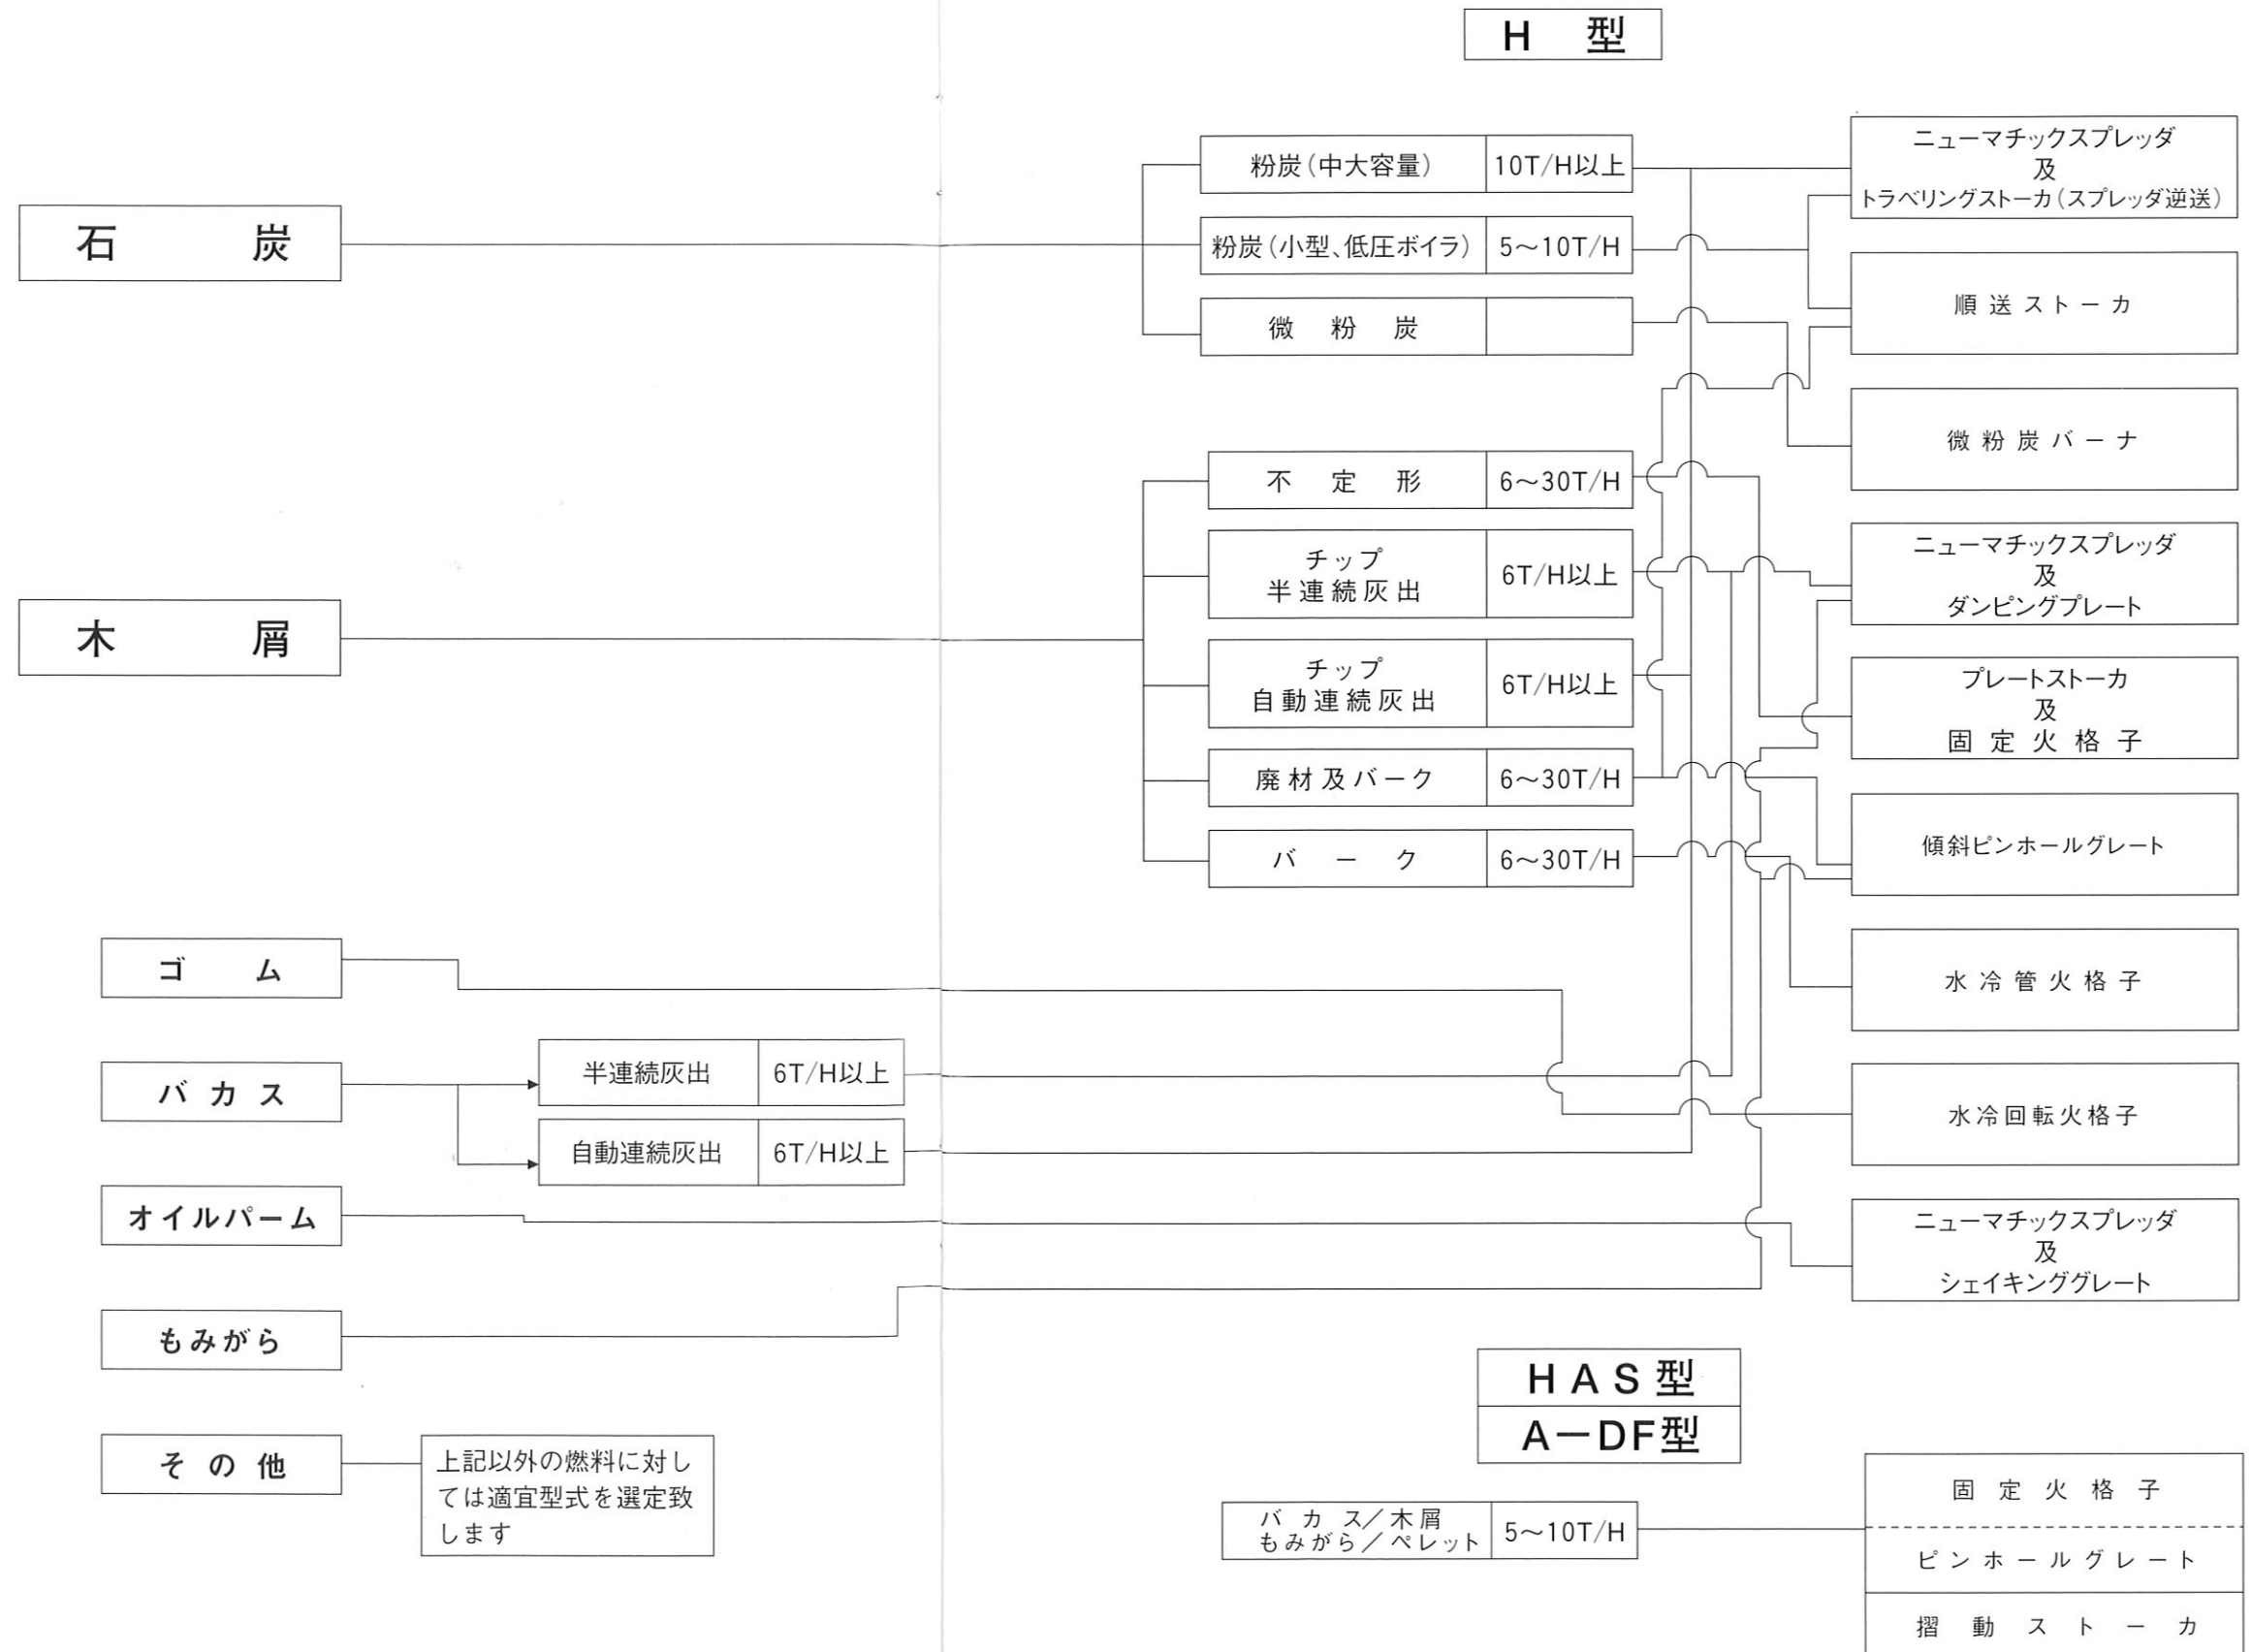 H 型
石 炭
粉炭（中大容量） 10T/H以上
粉炭（小型、低圧ボイラ） 5～10T/H
微 粉 炭
ニューマチックスプレッダ
及
トラベリングストーカ（スプレッダ逆送）
順送ストーカ
微粉炭バーナ
木 屑
不 定 形 6～30T/H
チップ
半連続灰出
6T/H以上
チップ
自動連続灰出
6T/H以上
廃材及バーク 6～30T/H
バ ー ク 6～30T/H
ニューマチックスプレッダ
及
ダンピングプレート
プレートストーカ
及
固定火格子
傾斜ピンホールグレート
水冷管火格子
水冷回転火格子
ニューマチックスプレッダ
及
シェイキンググレート
ゴ ム
バ カ ス
半連続灰出 6T/H以上
自動連続灰出 6T/H以上
オイルパーム
もみがら
そ の 他
上記以外の燃料に対し
ては適宜型式を選定致
します
HAS型
A－DF型
バ カ ス／木屑
もみがら／ペレット
5～10T/H
固 定 火 格 子
ピンホールグレート
摺 動 ス ト ー カ